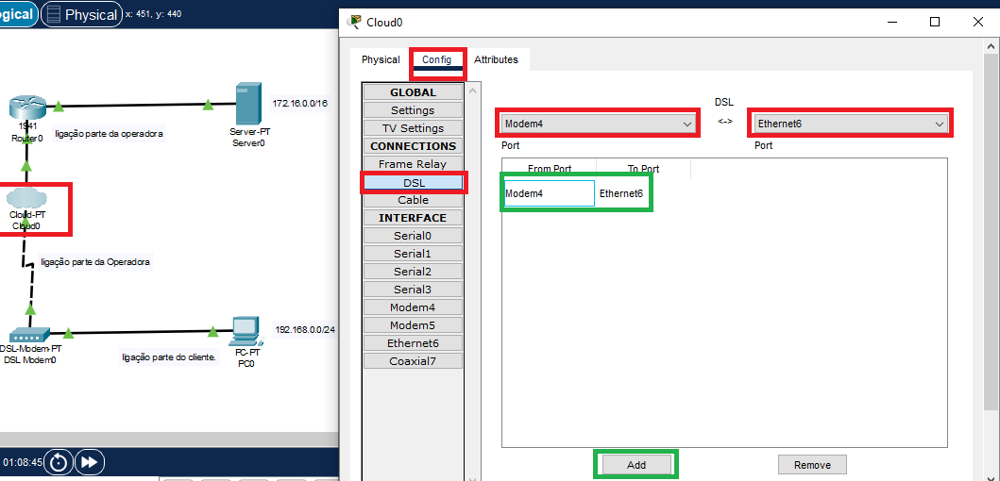 ogical
Physical
x: 451, y: 440
172.16.0.0/16
1941
Router0
ligação parte da operadora
Server-PT
Server0
Cloud-PT
Cloud0
ligação parte da Operadora
192.168.0.0/24
DSL-Modem-PT
DSL Modem0
ligação parte do cliente.
PC-PT
PC0
01:08:45
Cloud0
Physical
Config
Attributes
GLOBAL
Settings
TV Settings
CONNECTIONS
Frame Relay
DSL
Cable
INTERFACE
Serial0
Serial1
Serial2
Serial3
Modem4
Modem5
Ethernet6
Coaxial7
DSL
Modem4
<->
Ethernet6
Port
Port
From Port
To Port
Modem4
Ethernet6
Add
Remove